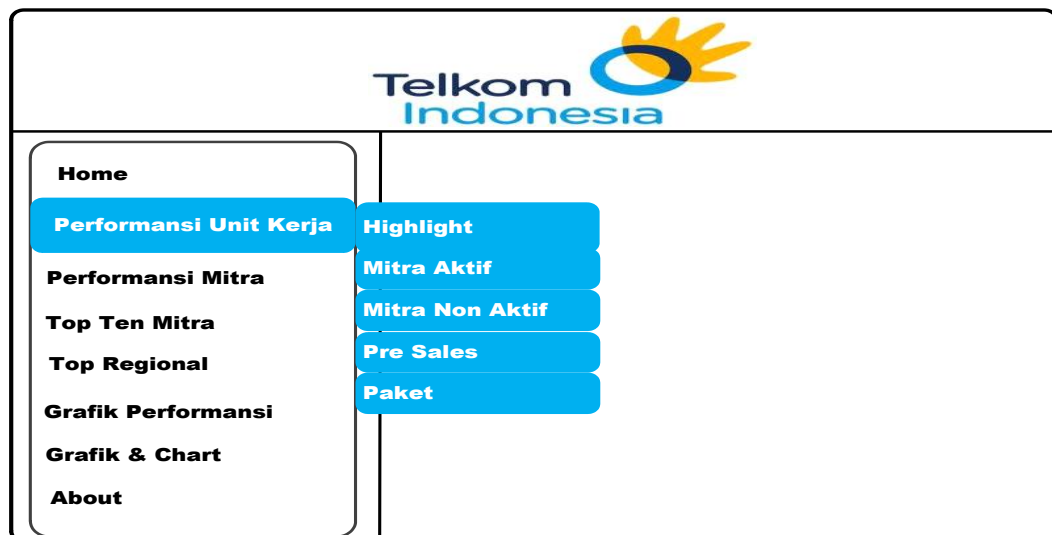 Telkom
Indonesia
Home
Performansi Unit Kerja
Highlight
Mitra Aktif
Mitra Non Aktif
Pre Sales
Paket
Performansi Mitra
Top Ten Mitra
Top Regional
Grafik Performansi
Grafik & Chart
About